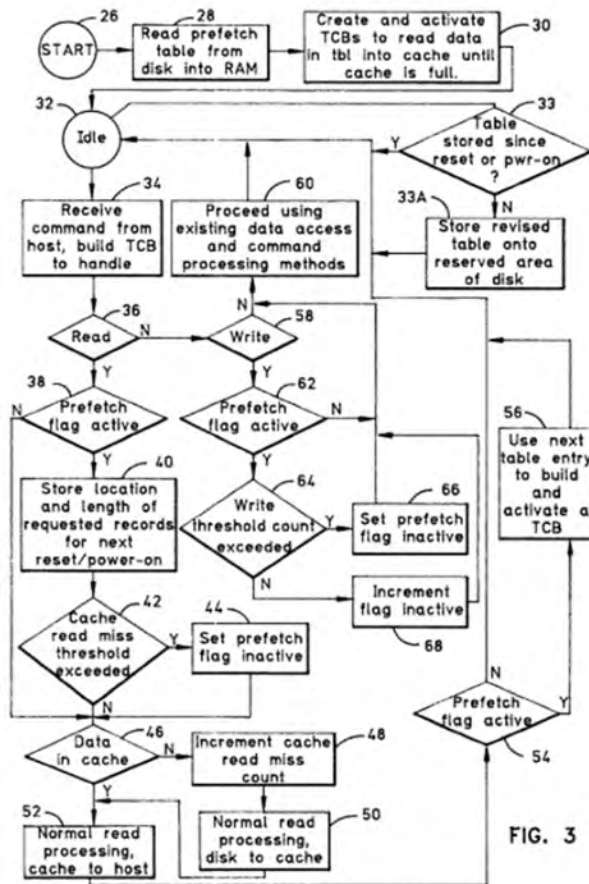 26
START
28
Read prefetch
table from
disk into RAM
30
Create and activate
TCBs to read data
in tbl into cache until
cache is full.
32
Idle
33
Table
stored since
reset or pwr-on
?
Y
N
33A
Store revised
table onto
reserved area
of disk
34
Receive
command from
host, build TCB
to handle
60
Proceed using
existing data access
and command
processing methods
N
36
Read
N
Y
58
Write
Y
38
Prefetch
flag active
N
Y
62
Prefetch
flag active
N
Y
56
Use next
table entry
to build
and
activate a
TCB
40
Store location
and length of
requested records
for next
reset/power-on
64
Write
threshold count
exceeded
Y
N
66
Set prefetch
flag inactive
Increment
flag inactive
68
42
Cache
read miss
threshold
exceeded
Y
N
44
Set prefetch
flag inactive
N
Prefetch
flag active
Y
54
46
Data
in cache
N
Y
48
Increment cache
read miss
count
52
Normal read
processing,
cache to host
50
Normal read
processing,
disk to cache
FIG. 3